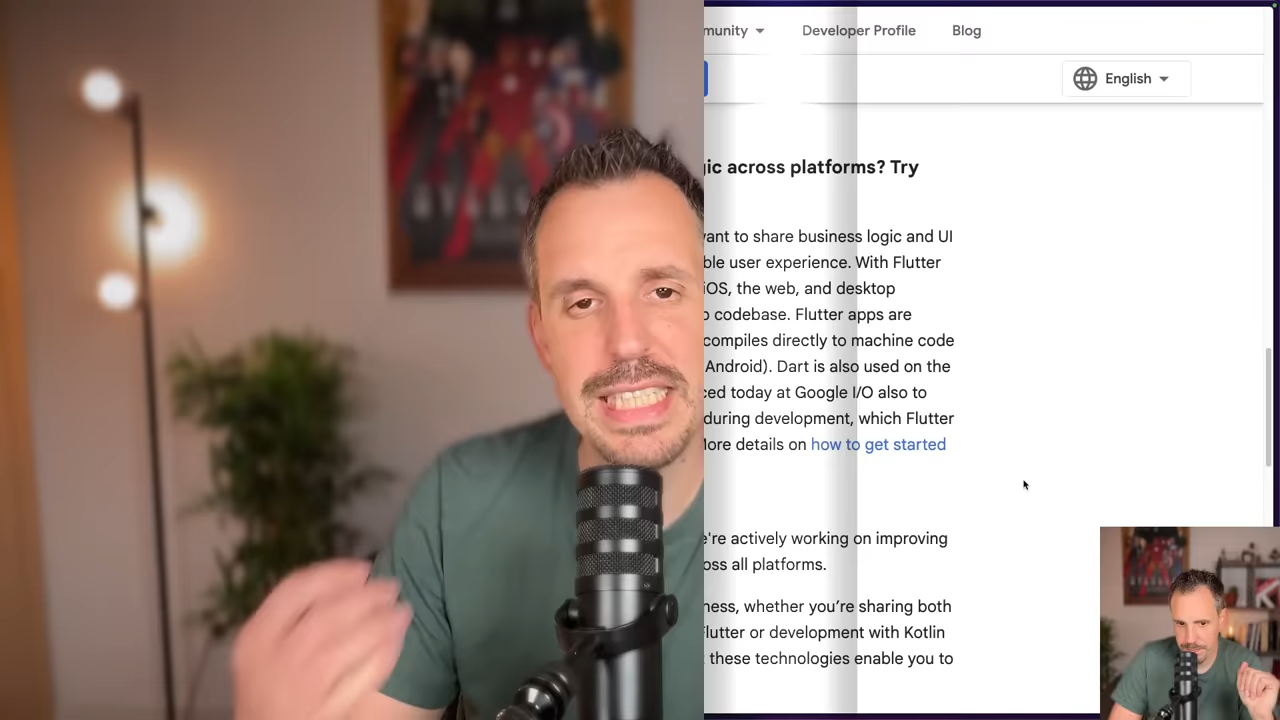 munity
Developer Profile
Blog
English
gic across platforms? Try
vant to share business logic and UI
ble user experience. With Flutter
iOS, the web, and desktop
o codebase. Flutter apps are
compiles directly to machine code
Android). Dart is also used on the
ced today at Google I/O also to
during development, which Flutter
More details on how to get started
e're actively working on improving
oss all platforms.
ness, whether you’re sharing both
Flutter or development with Kotlin
t these technologies enable you to